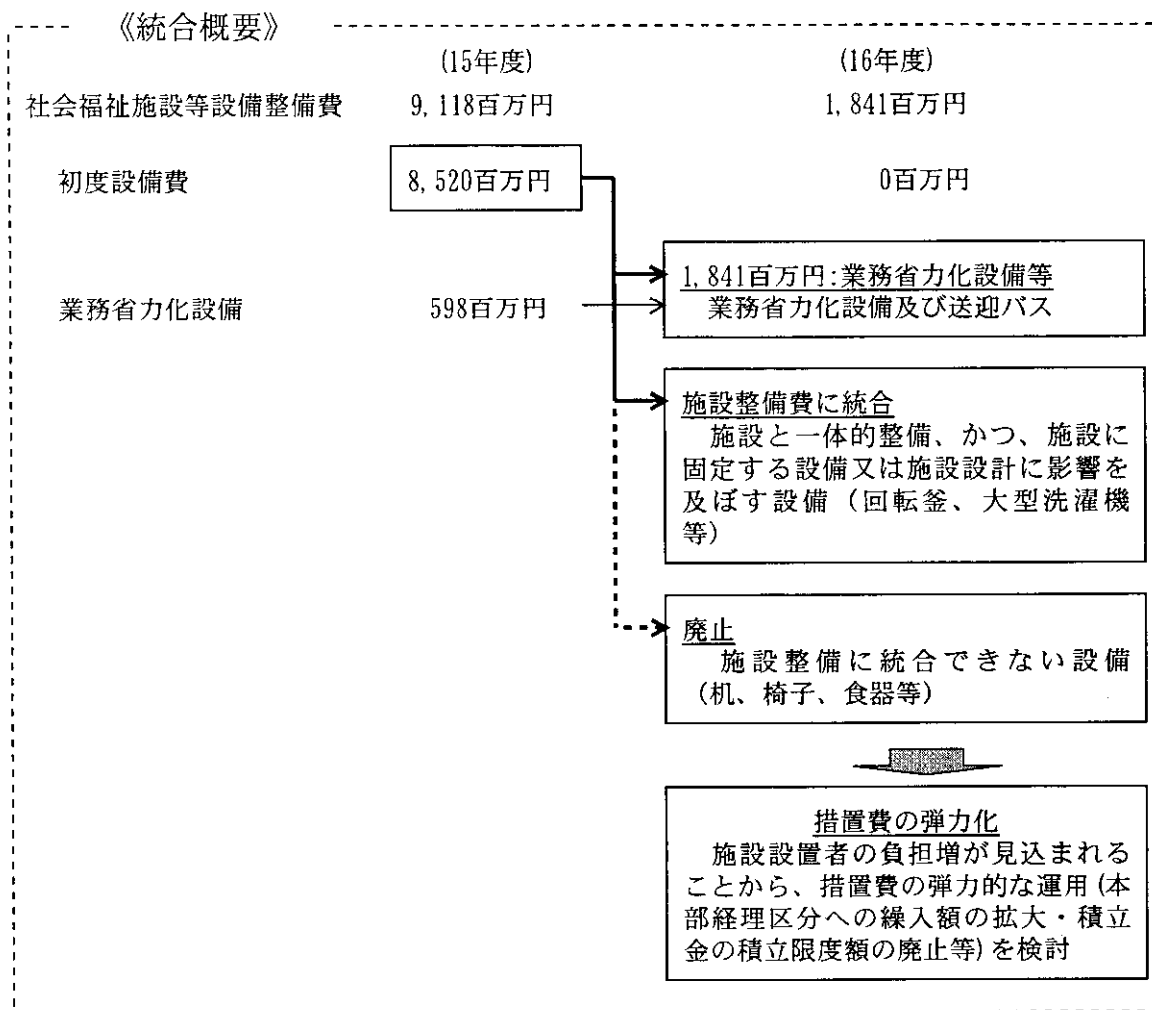 《統合概要》
(15年度) (16年度)
社会福祉施設等設備整備費 9,118百万円 1,841百万円
初度設備費 8,520百万円 0百万円
1,841百万円:業務省力化設備等
業務省力化設備 598百万円 業務省力化設備及び送迎バス
施設整備費に統合
施設と一体的整備、かつ、施設に
固定する設備又は施設設計に影響を
及ぼす設備（回転釜、大型洗濯機
等）
廃止
施設整備に統合できない設備
（机、椅子、食器等）
措置費の弾力化
施設設置者の負担増が見込まれる
ことから、措置費の弾力的な運用(本
部経理区分への繰入額の拡大・積立
金の積立限度額の廃止等)を検討